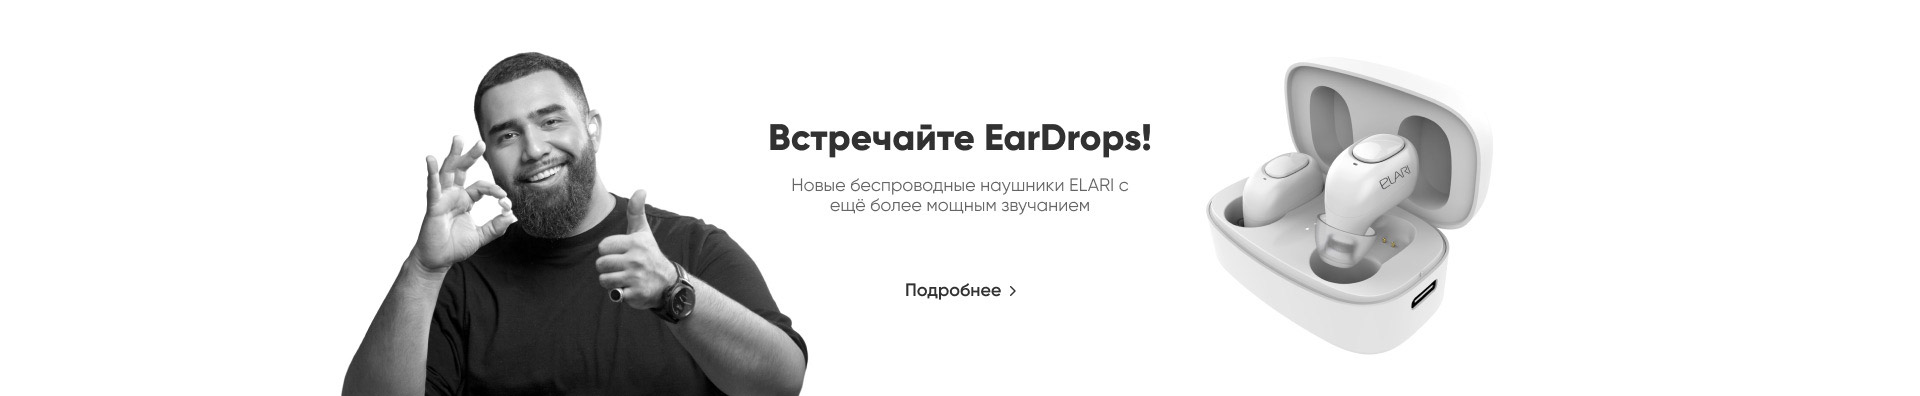 Встречайте EarDrops!
Новые беспроводные наушники ELARI с
ещё более мощным звучанием
Подробнее >
ELARI